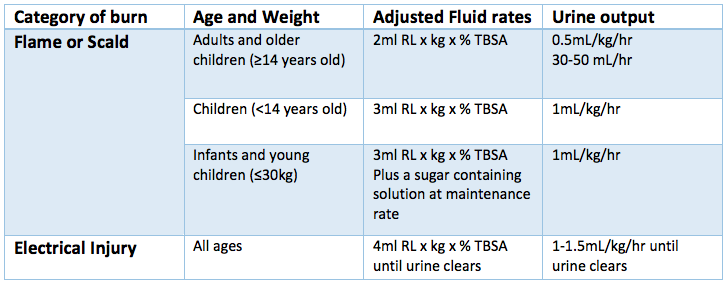 Category of burn Age and Weight Adjusted Fluid rates Urine output
Flame or Scald Adults and older 2ml RL x kg x % TBSA 0.5mL/kg/hr
children (≥14 years old) 30-50 mL/hr
Children (<14 years old) 3ml RL x kg x % TBSA 1mL/kg/hr
Infants and young 3ml RL x kg x % TBSA 1mL/kg/hr
children (≤30kg) Plus a sugar containing
solution at maintenance
rate
Electrical Injury All ages 4ml RL x kg x % TBSA 1-1.5mL/kg/hr until
until urine clears urine clears